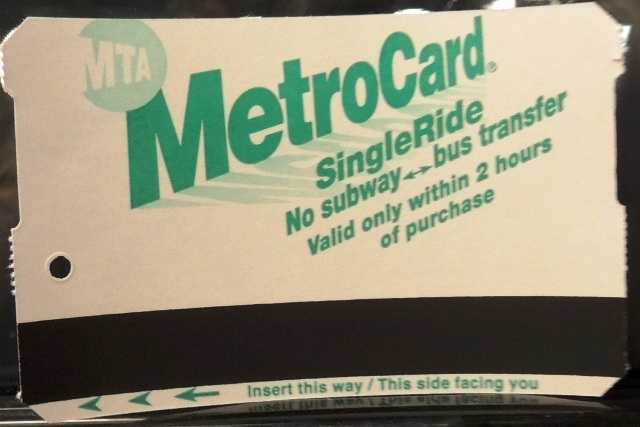 MTA
MetroCard®
SingleRide
No subway↔bus transfer
Valid only within 2 hours
of purchase
Insert this way / This side facing you